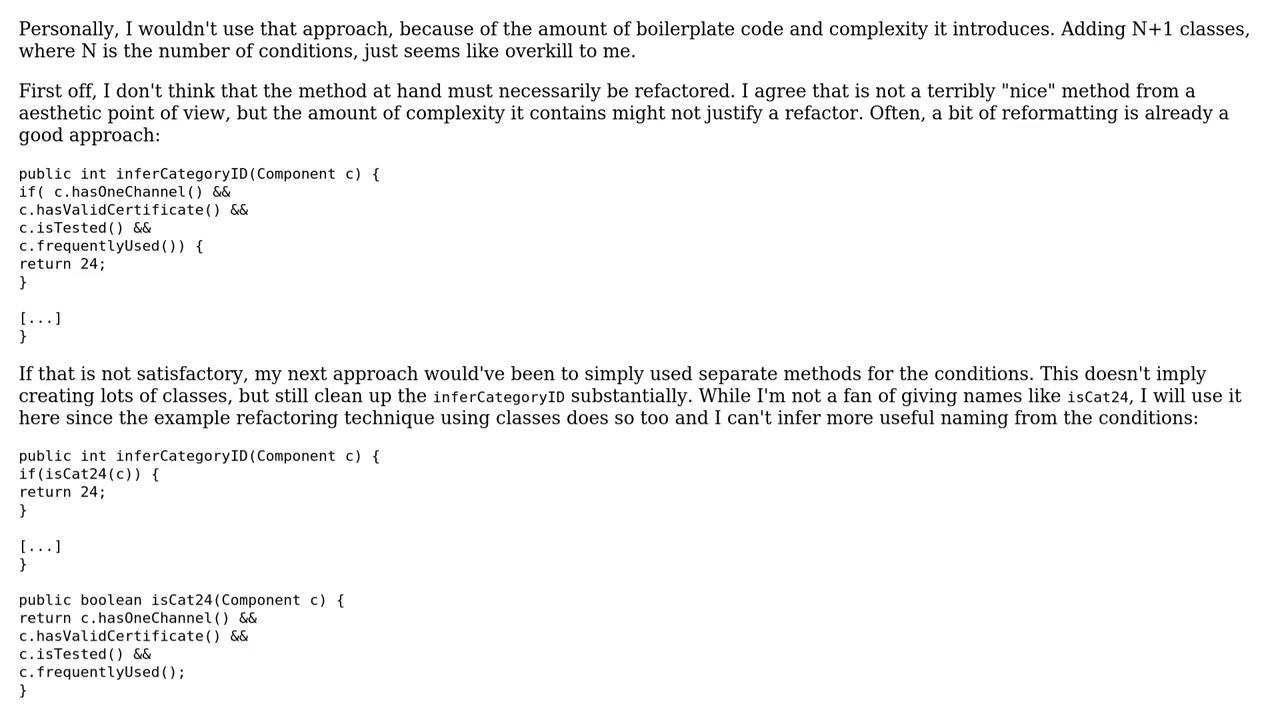 Personally, I wouldn't use that approach, because of the amount of boilerplate code and complexity it introduces. Adding N+1 classes,
where N is the number of conditions, just seems like overkill to me.
First off, I don't think that the method at hand must necessarily be refactored. I agree that is not a terribly "nice" method from a
aesthetic point of view, but the amount of complexity it contains might not justify a refactor. Often, a bit of reformatting is already a
good approach:
public int inferCategoryID(Component c) {
if( c.hasOneChannel() &&
c.hasValidCertificate() &&
c.isTested() &&
c.frequentlyUsed()) {
return 24;
}
[...]
}
If that is not satisfactory, my next approach would've been to simply used separate methods for the conditions. This doesn't imply
creating lots of classes, but still clean up the inferCategoryID substantially. While I'm not a fan of giving names like isCat24, I will use it
here since the example refactoring technique using classes does so too and I can't infer more useful naming from the conditions:
public int inferCategoryID(Component c) {
if(isCat24(c)) {
return 24;
}
[...]
}
public boolean isCat24(Component c) {
return c.hasOneChannel() &&
c.hasValidCertificate() &&
c.isTested() &&
c.frequentlyUsed();
}